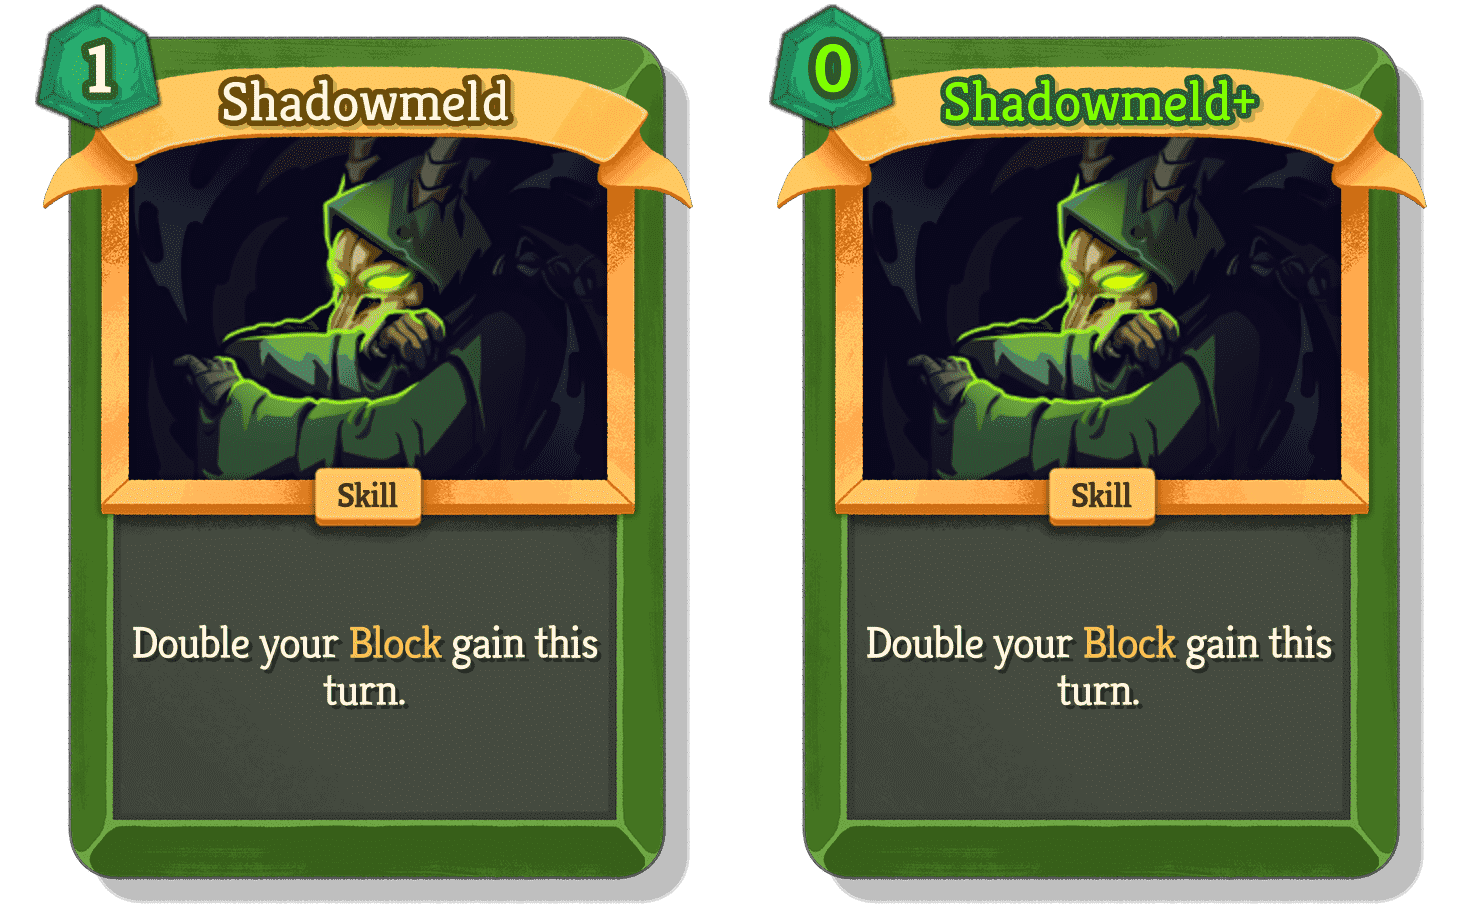 1
Shadowmeld
Skill
Double your Block gain this
turn.
0
Shadowmeld+
Skill
Double your Block gain this
turn.